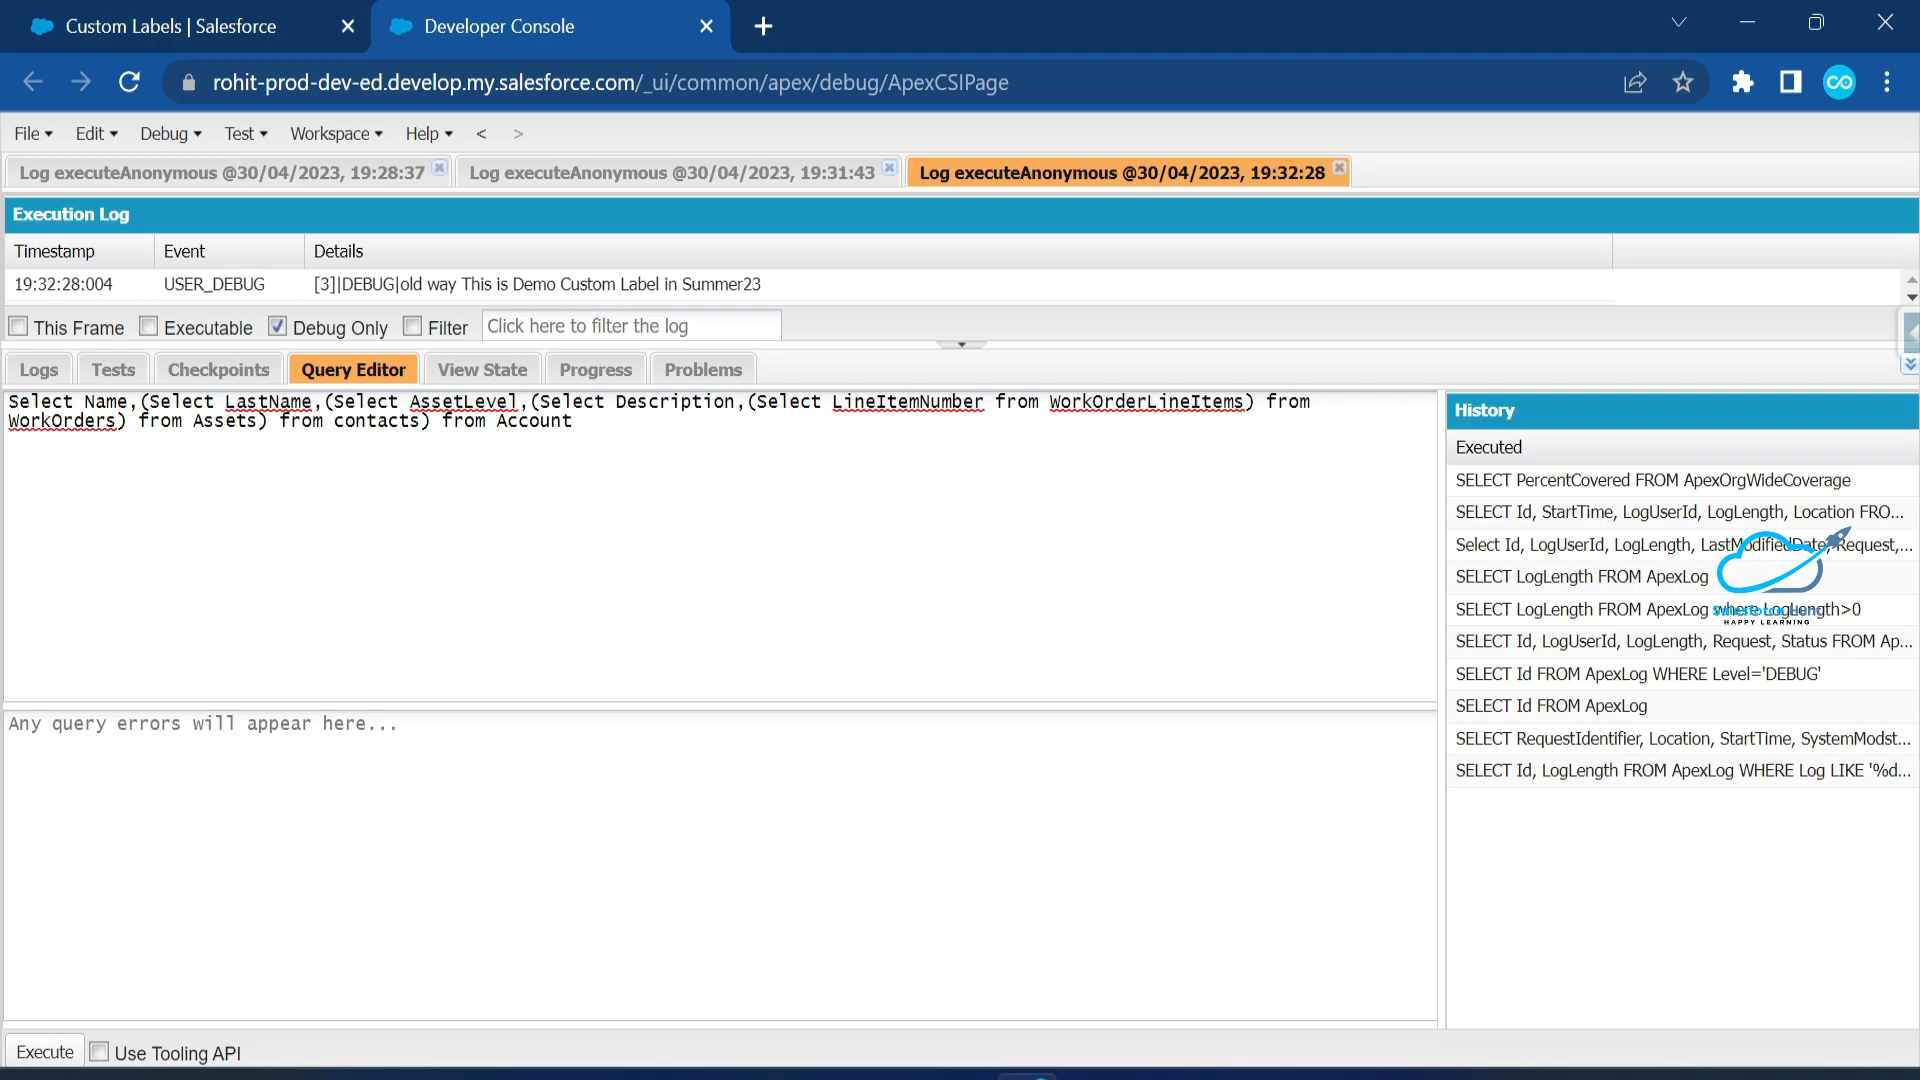 Custom Labels | Salesforce
Developer Console
rohit-prod-dev-ed.develop.my.salesforce.com/_ui/common/apex/debug/ApexCSIPage
File Edit Debug Test Workspace Help < >
Log executeAnonymous @30/04/2023, 19:28:37
Log executeAnonymous @30/04/2023, 19:31:43
Log executeAnonymous @30/04/2023, 19:32:28
Execution Log
Timestamp Event Details
19:32:28:004 USER_DEBUG [3]|DEBUG|old way This is Demo Custom Label in Summer23
This Frame Executable Debug Only Filter Click here to filter the log
Logs Tests Checkpoints Query Editor View State Progress Problems
Select Name,(Select LastName,(Select AssetLevel,(Select Description,(Select LineItemNumber from WorkOrderLineItems) from
WorkOrders) from Assets) from contacts) from Account
Any query errors will appear here...
History
Executed
SELECT PercentCovered FROM ApexOrgWideCoverage
SELECT Id, StartTime, LogUserId, LogLength, Location FRO...
Select Id, LogUserId, LogLength, LastModifiedDate, Request,...
SELECT LogLength FROM ApexLog
SELECT LogLength FROM ApexLog where LogLength>0
HAPPY LEARNING
SELECT Id, LogUserId, LogLength, Request, Status FROM Ap...
SELECT Id FROM ApexLog WHERE Level='DEBUG'
SELECT Id FROM ApexLog
SELECT RequestIdentifier, Location, StartTime, SystemModst...
SELECT Id, LogLength FROM ApexLog WHERE Log LIKE '%d...
Execute Use Tooling API